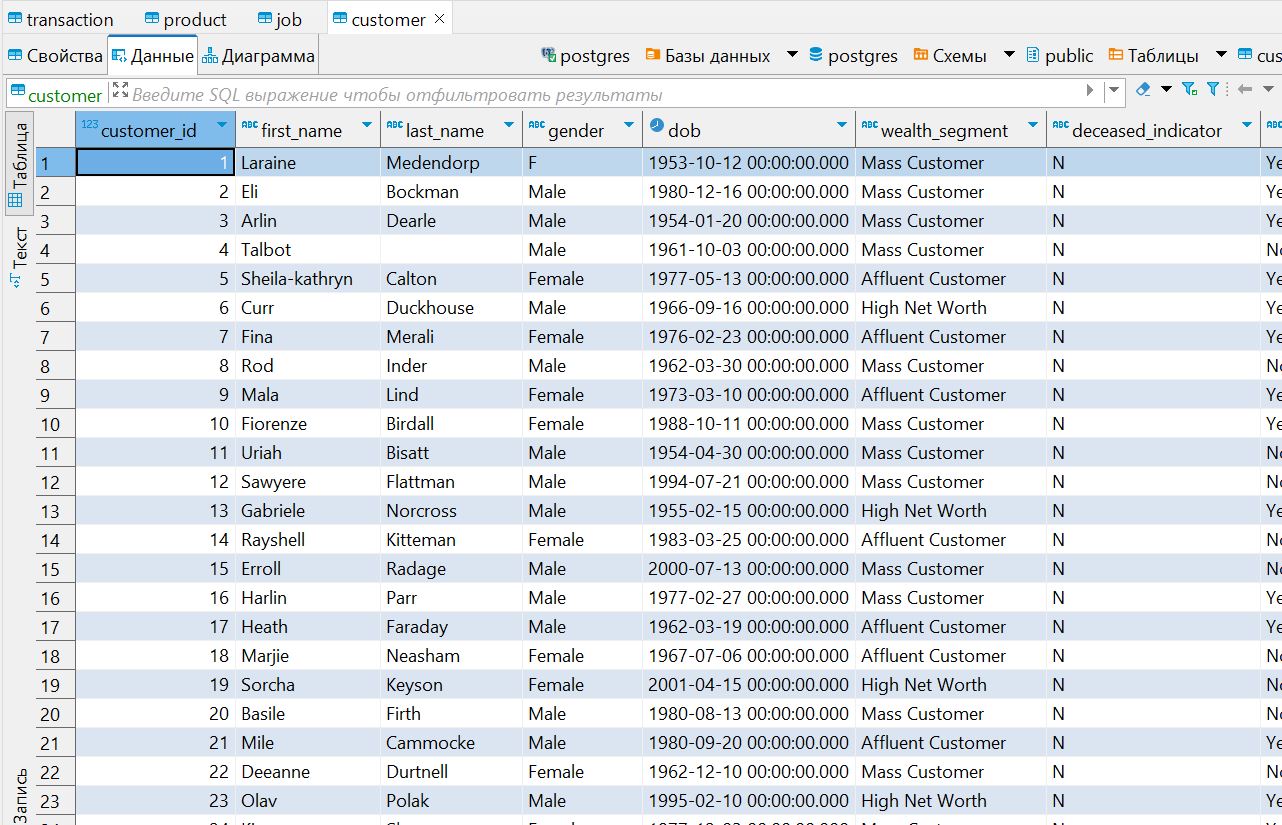 transaction product job customer
Свойства Данные Диаграмма postgres Базы данных postgres Схемы public Таблицы cus
customer Введите SQL выражение чтобы отфильтровать результаты
Таблица
Текст
Запись
123 customer_id ABC first_name ABC last_name ABC gender dob ABC wealth_segment ABC deceased_indicator ABC
1 1 Laraine Medendorp F 1953-10-12 00:00:00.000 Mass Customer N Ye
2 2 Eli Bockman Male 1980-12-16 00:00:00.000 Mass Customer N Ye
3 3 Arlin Dearle Male 1954-01-20 00:00:00.000 Mass Customer N Ye
4 4 Talbot Male 1961-10-03 00:00:00.000 Mass Customer N No
5 5 Sheila-kathryn Calton Female 1977-05-13 00:00:00.000 Affluent Customer N Ye
6 6 Curr Duckhouse Male 1966-09-16 00:00:00.000 High Net Worth N Ye
7 7 Fina Merali Female 1976-02-23 00:00:00.000 Affluent Customer N Ye
8 8 Rod Inder Male 1962-03-30 00:00:00.000 Mass Customer N No
9 9 Mala Lind Female 1973-03-10 00:00:00.000 Affluent Customer N Ye
10 10 Fiorenze Birdall Female 1988-10-11 00:00:00.000 Mass Customer N Ye
11 11 Uriah Bisatt Male 1954-04-30 00:00:00.000 Mass Customer N No
12 12 Sawyere Flattman Male 1994-07-21 00:00:00.000 Mass Customer N No
13 13 Gabriele Norcross Male 1955-02-15 00:00:00.000 High Net Worth N Ye
14 14 Rayshell Kitteman Female 1983-03-25 00:00:00.000 Affluent Customer N No
15 15 Erroll Radage Male 2000-07-13 00:00:00.000 Mass Customer N No
16 16 Harlin Parr Male 1977-02-27 00:00:00.000 Mass Customer N Ye
17 17 Heath Faraday Male 1962-03-19 00:00:00.000 Affluent Customer N Ye
18 18 Marjie Neasham Female 1967-07-06 00:00:00.000 Affluent Customer N No
19 19 Sorcha Keyson Female 2001-04-15 00:00:00.000 High Net Worth N No
20 20 Basile Firth Male 1980-08-13 00:00:00.000 Mass Customer N No
21 21 Mile Cammocke Male 1980-09-20 00:00:00.000 Affluent Customer N Ye
22 22 Deeanne Durtnell Female 1962-12-10 00:00:00.000 Mass Customer N No
23 23 Olav Polak Male 1995-02-10 00:00:00.000 High Net Worth N Ye